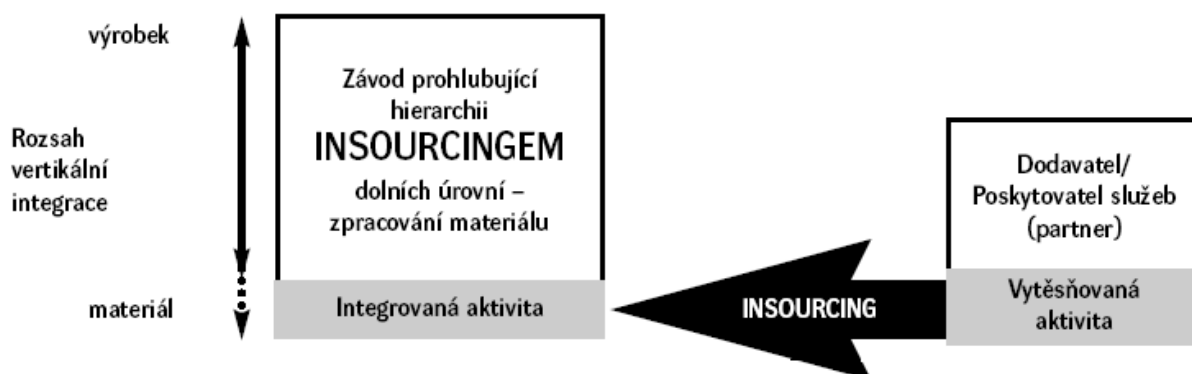 výrobek
Rozsah
vertikální
integrace
materiál
Závod prohlubující
hierarchii
INSOURCINGEM
dolních úrovní –
zpracování materiálu
Integrovaná aktivita
INSOURCING
Dodavatel/
Poskytovatel služeb
(partner)
Vytěsňovaná
aktivita